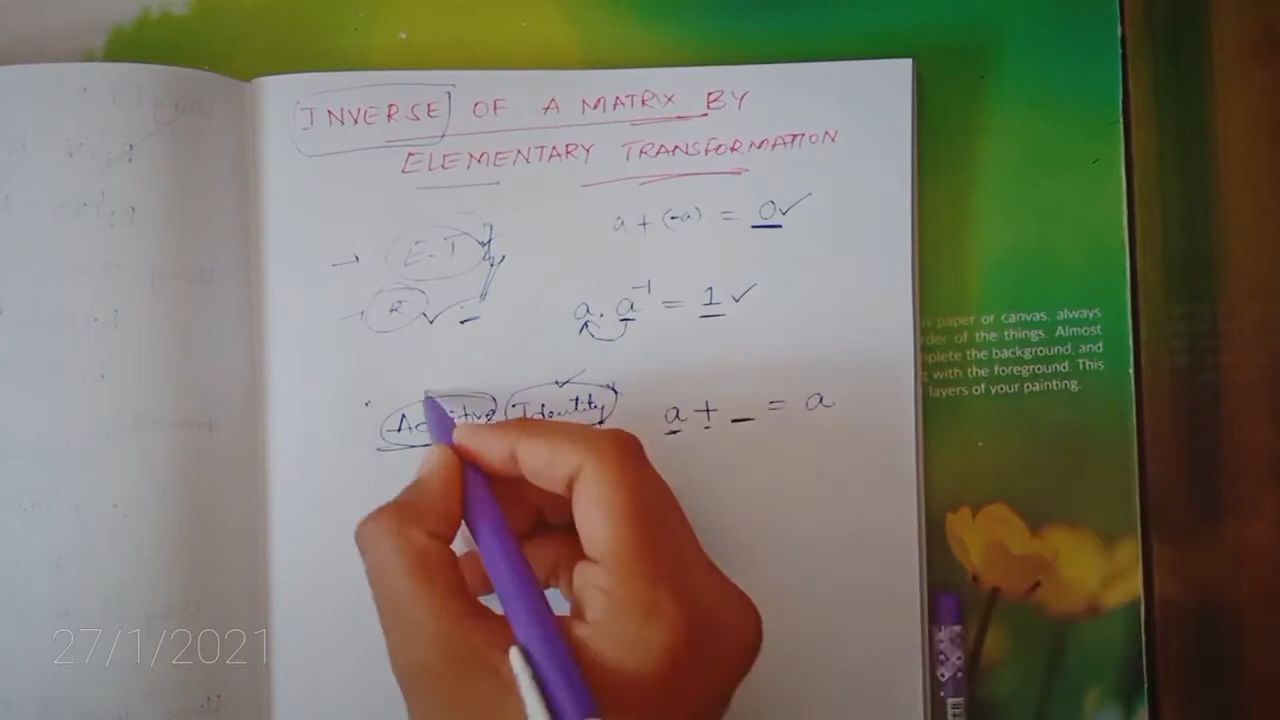 INVERSE OF A MATRIX BY
ELEMENTARY TRANSFORMATION
a + (-a) = 0 ✓
→ E-T
→ R ✓
a . a⁻¹ = 1 ✓
Additive Identity ✓ a + _ = a
paper or canvas, always
of the things. Almost
the background, and
with the foreground. This
layers of your painting.
27/1/2021